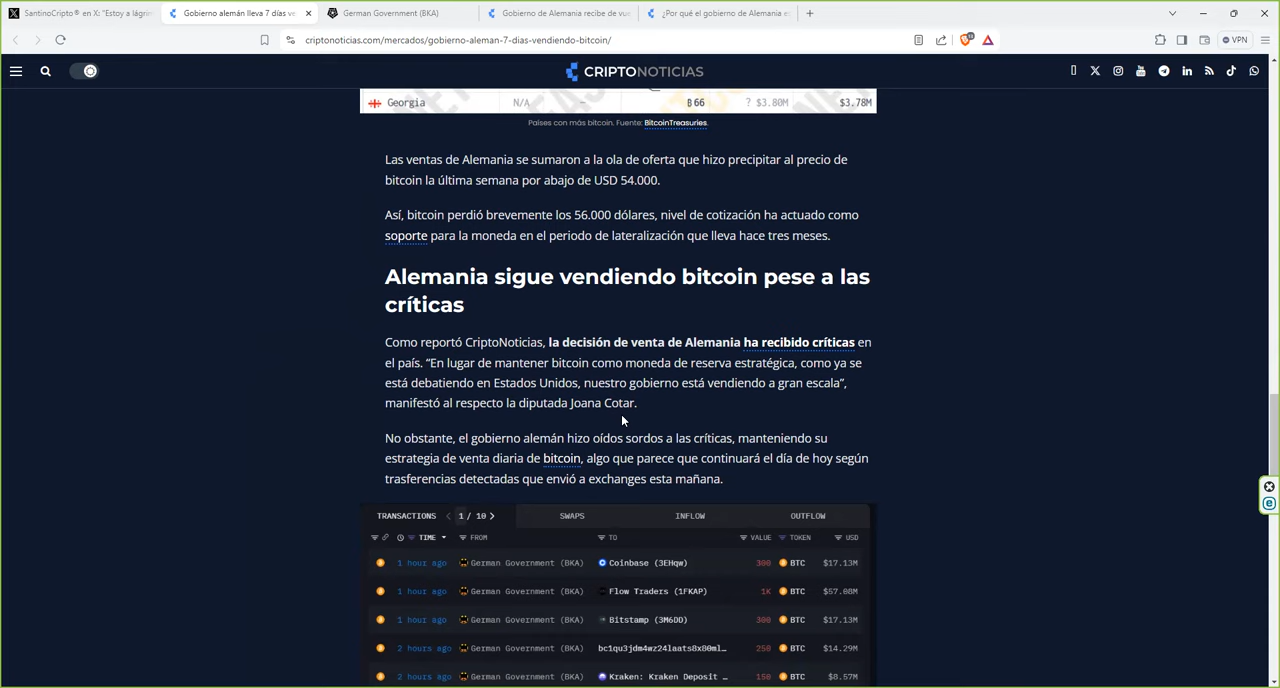 SantinoCripto® en X: "Estoy a lágrim
Gobierno alemán lleva 7 días ve
German Government (BKA)
Gobierno de Alemania recibe de vue
¿Por qué el gobierno de Alemania es
criptonoticias.com/mercados/gobierno-aleman-7-dias-vendiendo-bitcoin/
VPN
CRIPTONOTICIAS
Georgia N/A – ₿66 ? $3.80M $3.78M
Países con más bitcoin. Fuente: BitcoinTreasuries.
Las ventas de Alemania se sumaron a la ola de oferta que hizo precipitar al precio de
bitcoin la última semana por abajo de USD 54.000.
Así, bitcoin perdió brevemente los 56.000 dólares, nivel de cotización ha actuado como
soporte para la moneda en el periodo de lateralización que lleva hace tres meses.
Alemania sigue vendiendo bitcoin pese a las
críticas
Como reportó CriptoNoticias, la decisión de venta de Alemania ha recibido críticas en
el país. “En lugar de mantener bitcoin como moneda de reserva estratégica, como ya se
está debatiendo en Estados Unidos, nuestro gobierno está vendiendo a gran escala”,
manifestó al respecto la diputada Joana Cotar.
No obstante, el gobierno alemán hizo oídos sordos a las críticas, manteniendo su
estrategia de venta diaria de bitcoin, algo que parece que continuará el día de hoy según
trasferencias detectadas que envió a exchanges esta mañana.
TRANSACTIONS 1 / 10 SWAPS INFLOW OUTFLOW
TIME FROM TO VALUE TOKEN USD
1 hour ago German Government (BKA) Coinbase (3EHqw) 300 BTC $17.13M
1 hour ago German Government (BKA) Flow Traders (1FKAP) 1K BTC $57.08M
1 hour ago German Government (BKA) Bitstamp (3M6DD) 300 BTC $17.13M
2 hours ago German Government (BKA) bc1qu3jdm4wz24laats8x80ml… 250 BTC $14.29M
2 hours ago German Government (BKA) Kraken: Kraken Deposit … 150 BTC $8.57M